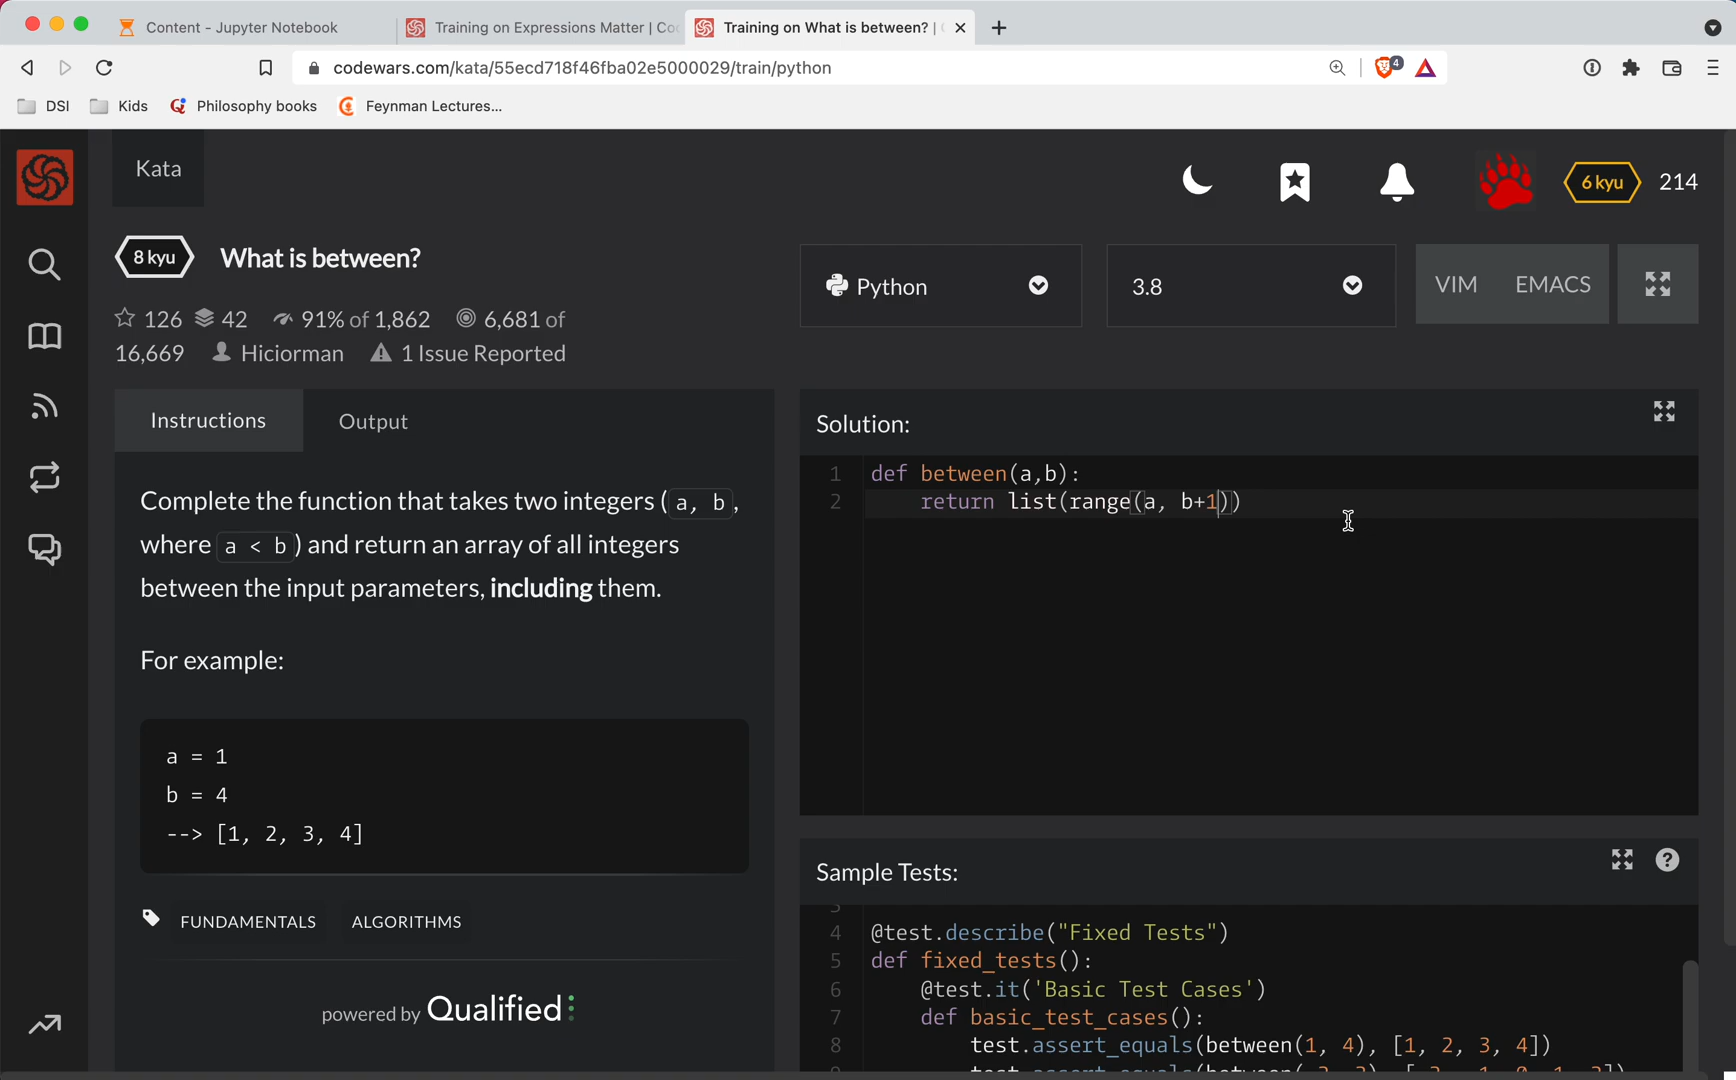 Content - Jupyter Notebook
Training on Expressions Matter | Co
Training on What is between? |
codewars.com/kata/55ecd718f46fba02e5000029/train/python
4
DSI
Kids
Philosophy books
Feynman Lectures...
Kata
6 kyu
214
8 kyu
What is between?
Python
3.8
VIM
EMACS
126 42 91% of 1,862 6,681 of
16,669 Hiciorman 1 Issue Reported
Instructions
Output
Solution:
1 def between(a,b):
2 return list(range(a, b+1))
Complete the function that takes two integers (a, b,
where a < b) and return an array of all integers
between the input parameters, including them.
For example:
a = 1
b = 4
--> [1, 2, 3, 4]
FUNDAMENTALS
ALGORITHMS
powered by Qualified
Sample Tests:
?
4 @test.describe("Fixed Tests")
5 def fixed_tests():
6 @test.it('Basic Test Cases')
7 def basic_test_cases():
8 test.assert_equals(between(1, 4), [1, 2, 3, 4])